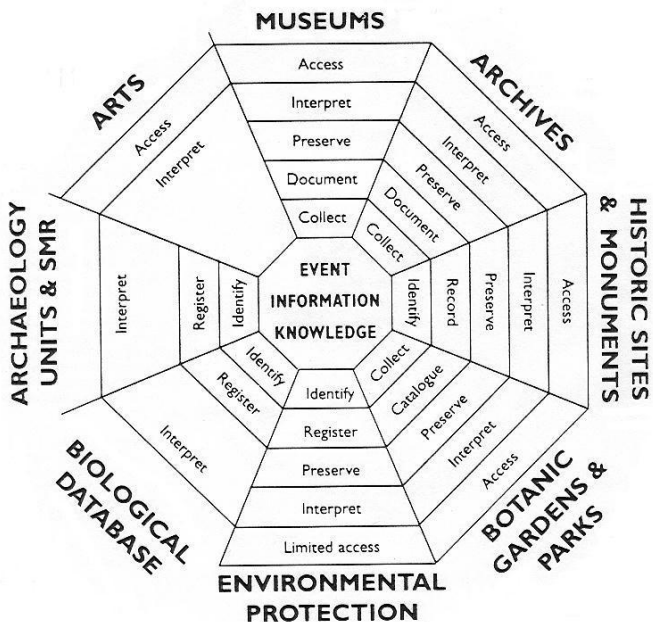 MUSEUMS
Access
Interpret
Preserve
Document
Collect
ARCHIVES
Access
Interpret
Preserve
Document
Collect
HISTORIC SITES
& MONUMENTS
Access
Interpret
Preserve
Record
Identify
BOTANIC
GARDENS &
PARKS
Access
Interpret
Preserve
Catalogue
Collect
ENVIRONMENTAL
PROTECTION
Limited access
Interpret
Preserve
Register
Identify
BIOLOGICAL
DATABASE
Interpret
Register
Identify
ARCHAEOLOGY
UNITS & SMR
Interpret
Register
Identify
ARTS
Access
Interpret
EVENT
INFORMATION
KNOWLEDGE